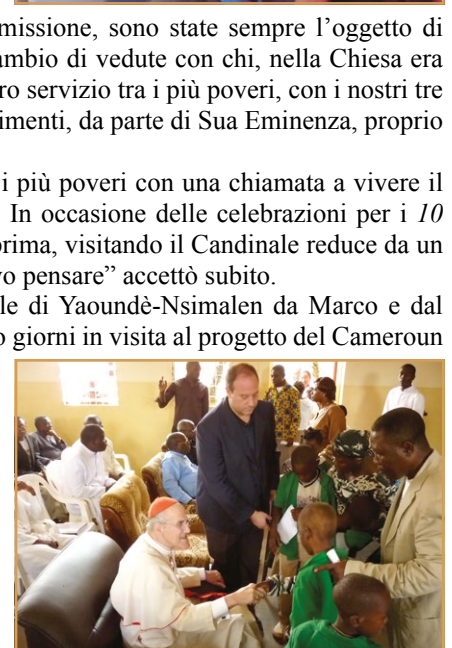 missione, sono state sempre l’oggetto di
ambio di vedute con chi, nella Chiesa era
ro servizio tra i più poveri, con i nostri tre
imenti, da parte di Sua Eminenza, proprio
i più poveri con una chiamata a vivere il
In occasione delle celebrazioni per i 10
prima, visitando il Candinale reduce da un
vo pensare” accettò subito.
le di Yaoundè-Nsimalen da Marco e dal
o giorni in visita al progetto del Cameroun